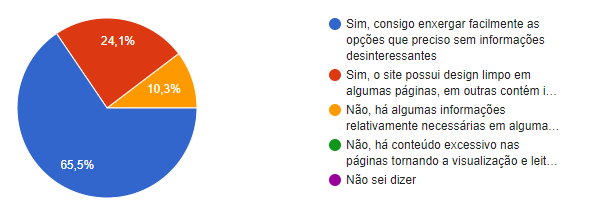 24,1%
10,3%
65,5%
Sim, consigo enxergar facilmente as
opções que preciso sem informações
desinteressantes
Sim, o site possui design limpo em
algumas páginas, em outras contém i…
Não, há algumas informações
relativamente necessárias em alguma…
Não, há conteúdo excessivo nas
páginas tornando a visualização e leit…
Não sei dizer